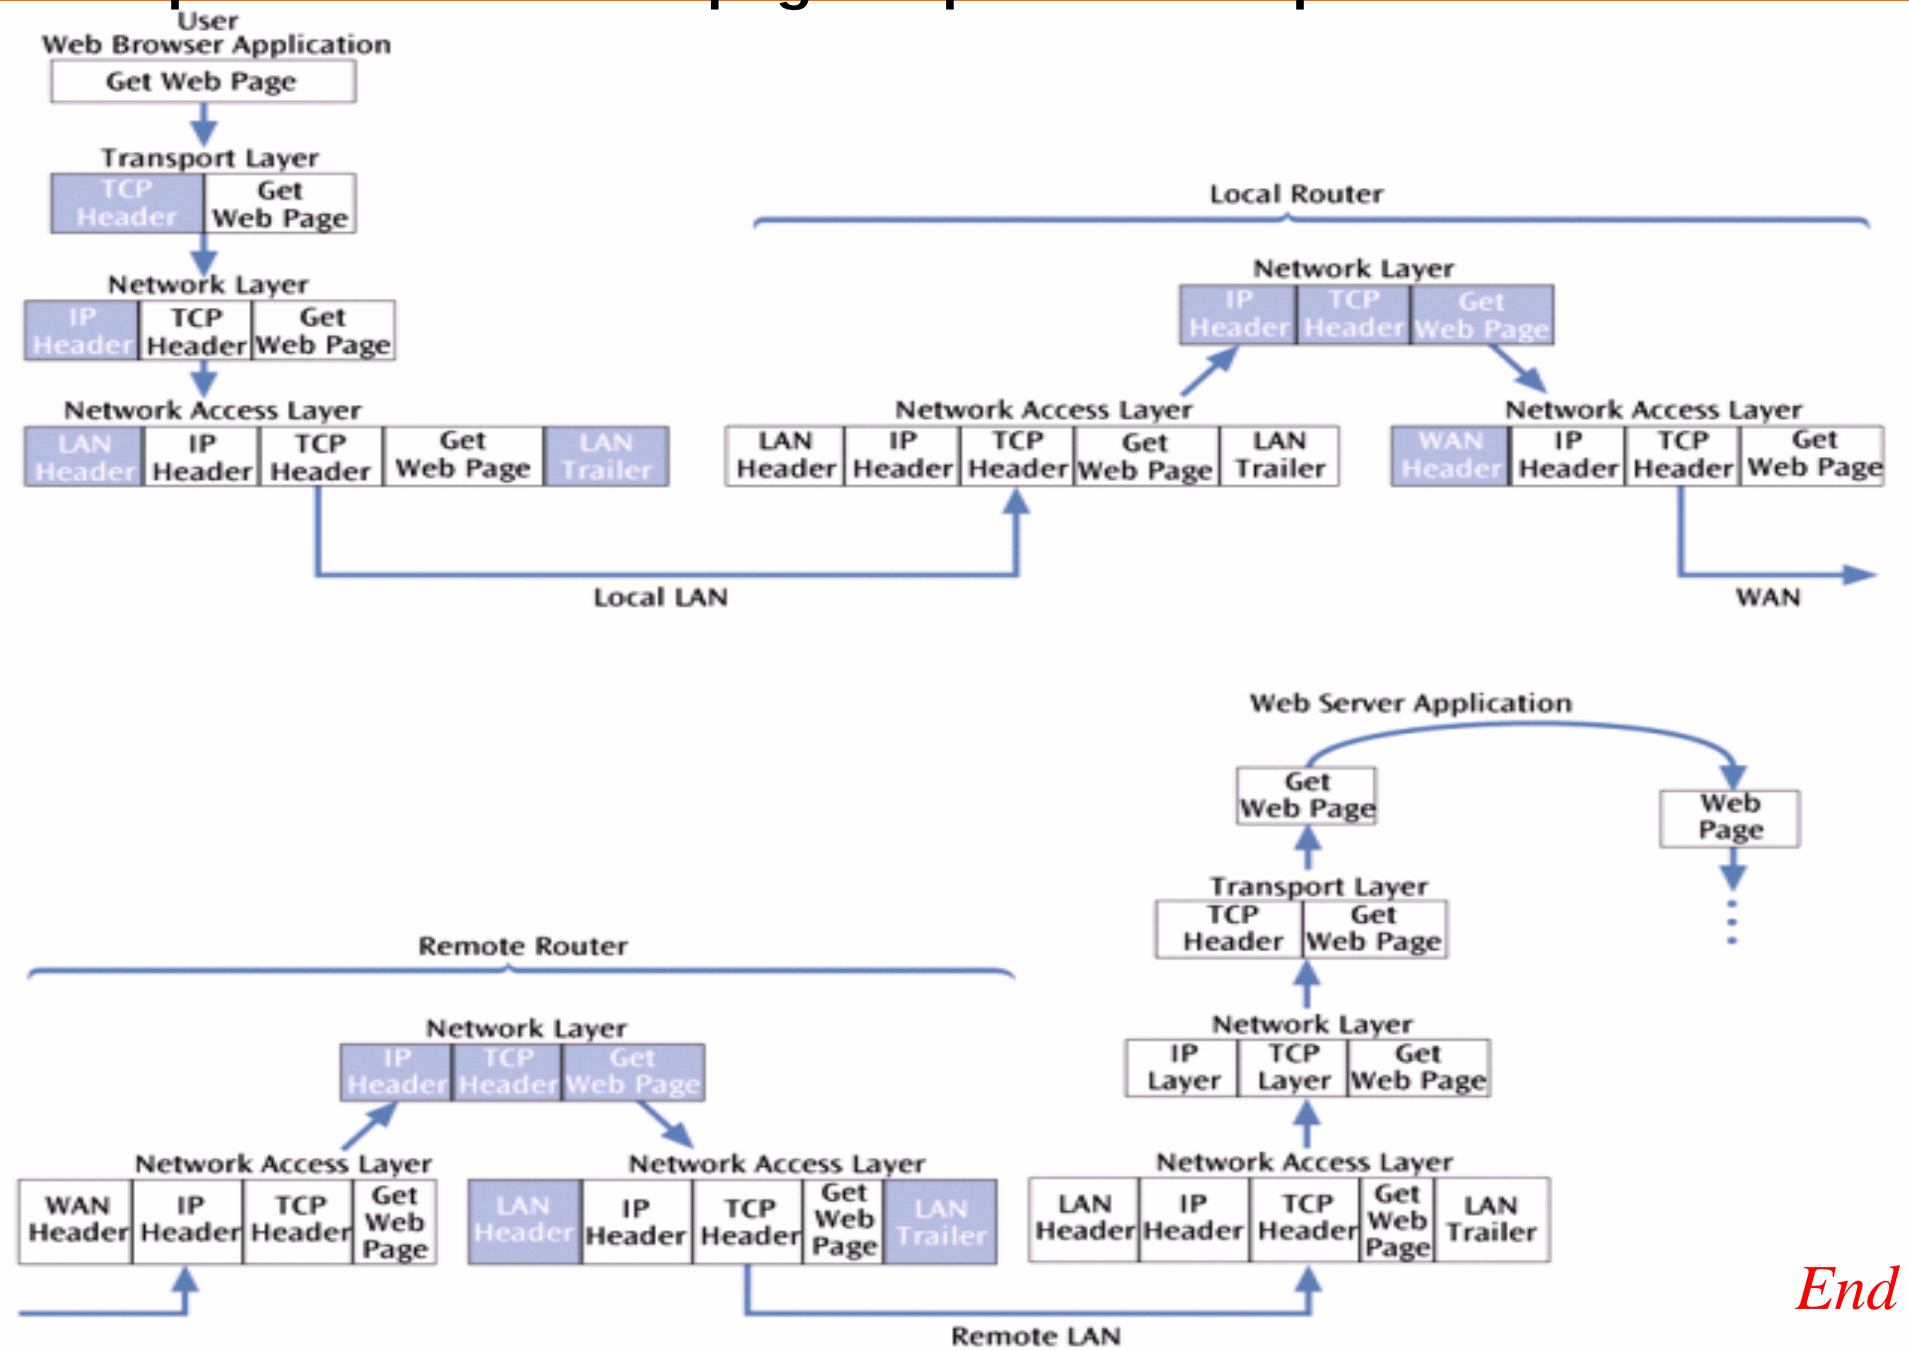 User
Web Browser Application
Get Web Page
Transport Layer
TCP
Header
Get
Web Page
Network Layer
IP
Header
TCP
Header
Get
Web Page
Network Access Layer
LAN
Header
IP
Header
TCP
Header
Get
Web Page
LAN
Trailer
Local LAN
Local Router
Network Layer
IP
Header
TCP
Header
Get
Web Page
Network Access Layer
LAN
Header
IP
Header
TCP
Header
Get
Web Page
LAN
Trailer
Network Access Layer
WAN
Header
IP
Header
TCP
Header
Get
Web Page
WAN
Remote Router
Network Layer
IP
Header
TCP
Header
Get
Web Page
Network Access Layer
WAN
Header
IP
Header
TCP
Header
Get
Web
Page
Network Access Layer
LAN
Header
IP
Header
TCP
Header
Get
Web
Page
LAN
Trailer
Remote LAN
Web Server Application
Get
Web Page
Web
Page
Transport Layer
TCP
Header
Get
Web Page
Network Layer
IP
Layer
TCP
Layer
Get
Web Page
Network Access Layer
LAN
Header
IP
Header
TCP
Header
Get
Web
Page
LAN
Trailer
End